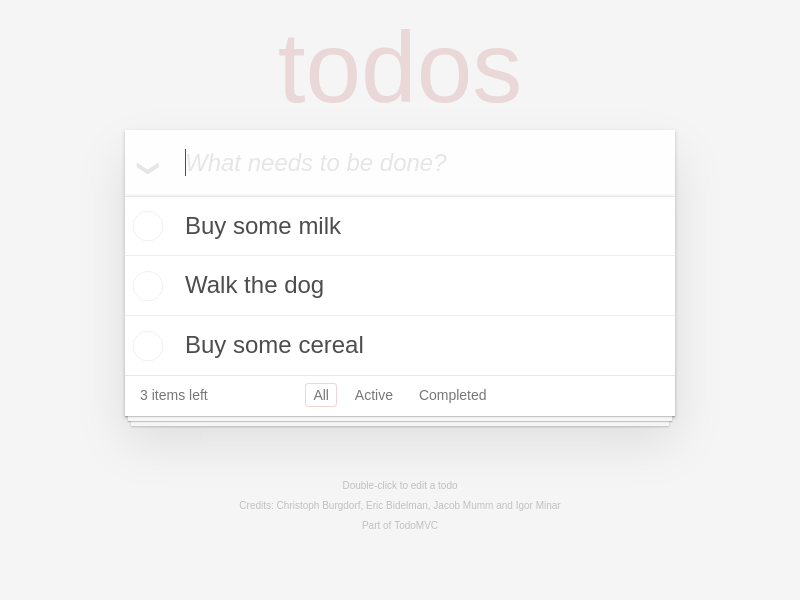 todos
What needs to be done?
Buy some milk
Walk the dog
Buy some cereal
3 items left All Active Completed
Double-click to edit a todo
Credits: Christoph Burgdorf, Eric Bidelman, Jacob Mumm and Igor Minar
Part of TodoMVC